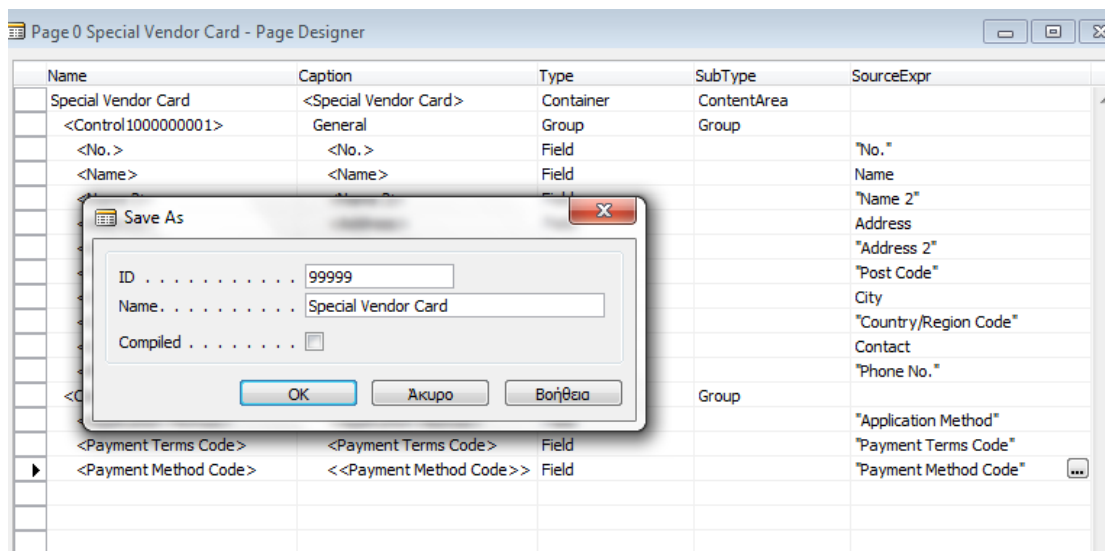 Page 0 Special Vendor Card - Page Designer
Name Caption Type SubType SourceExpr
Special Vendor Card <Special Vendor Card> Container ContentArea
<Control1000000001> General Group Group
<No.> <No.> Field "No."
<Name> <Name> Field Name
"Name 2"
Save As
Address
"Address 2"
ID . . . . . . . . . . . 99999 "Post Code"
Name. . . . . . . . . . Special Vendor Card City
"Country/Region Code"
Compiled . . . . . . . . Contact
"Phone No."
OK Άκυρο Βοήθεια Group
"Application Method"
<Payment Terms Code> <Payment Terms Code> Field "Payment Terms Code"
<Payment Method Code> <<Payment Method Code>> Field "Payment Method Code" ...